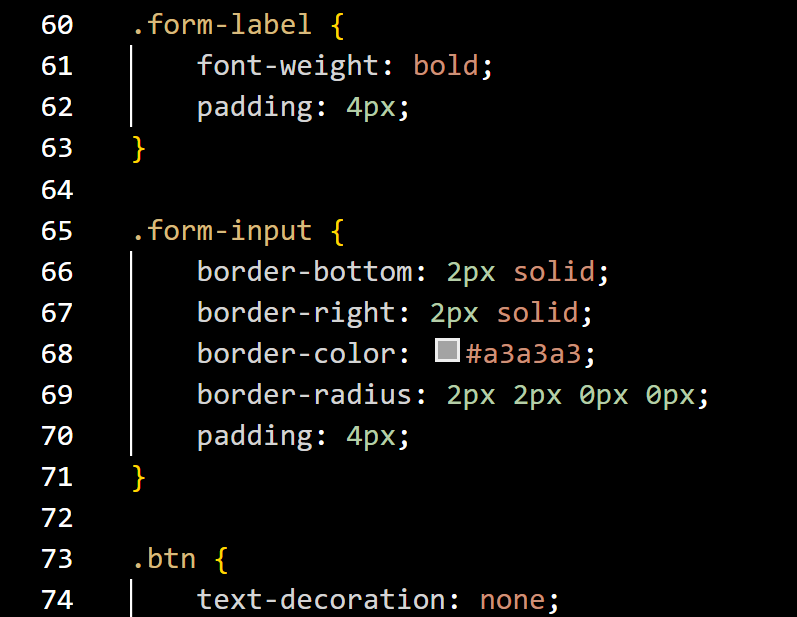 60 .form-label {
61 font-weight: bold;
62 padding: 4px;
63 }
64
65 .form-input {
66 border-bottom: 2px solid;
67 border-right: 2px solid;
68 border-color: #a3a3a3;
69 border-radius: 2px 2px 0px 0px;
70 padding: 4px;
71 }
72
73 .btn {
74 text-decoration: none;